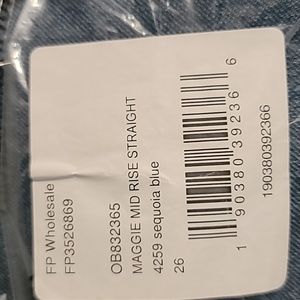 FP Wholesale
FP3526869
OB832365
MAGGIE MID RISE STRAIGHT
4259 sequoia blue
26
1 90380 39236 6
190380392366